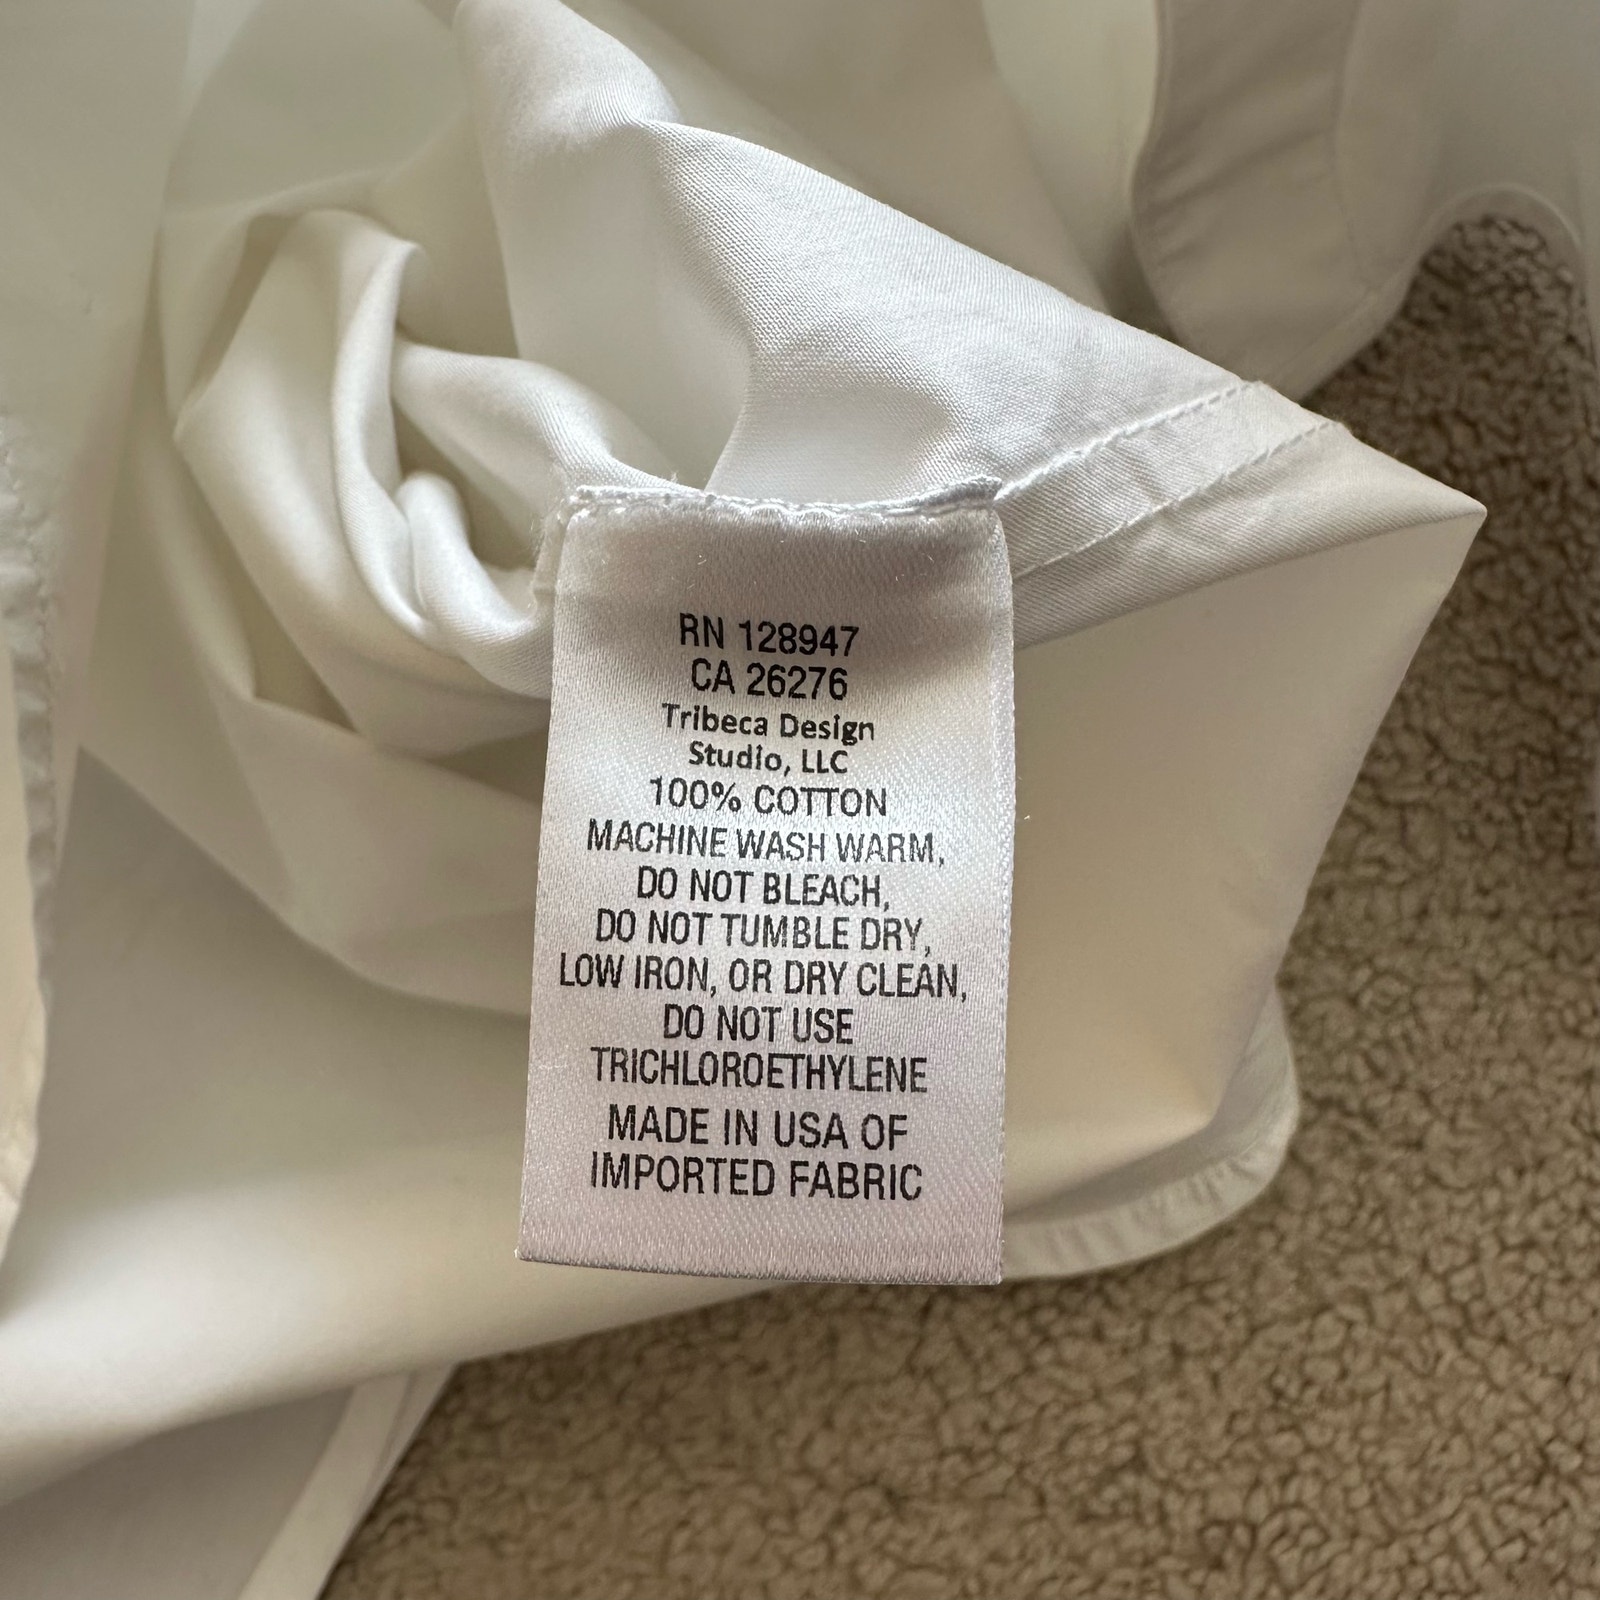 RN 128947
CA 26276
Tribeca Design
Studio, LLC
100% COTTON
MACHINE WASH WARM,
DO NOT BLEACH,
DO NOT TUMBLE DRY,
LOW IRON, OR DRY CLEAN,
DO NOT USE
TRICHLOROETHYLENE
MADE IN USA OF
IMPORTED FABRIC